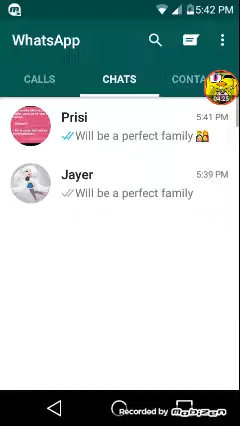 5:42 PM
WhatsApp
CALLS CHATS CONTA
04:25
Prisi 5:41 PM
Will be a perfect family
Jayer 5:39 PM
Will be a perfect family
Recorded by Mobizen